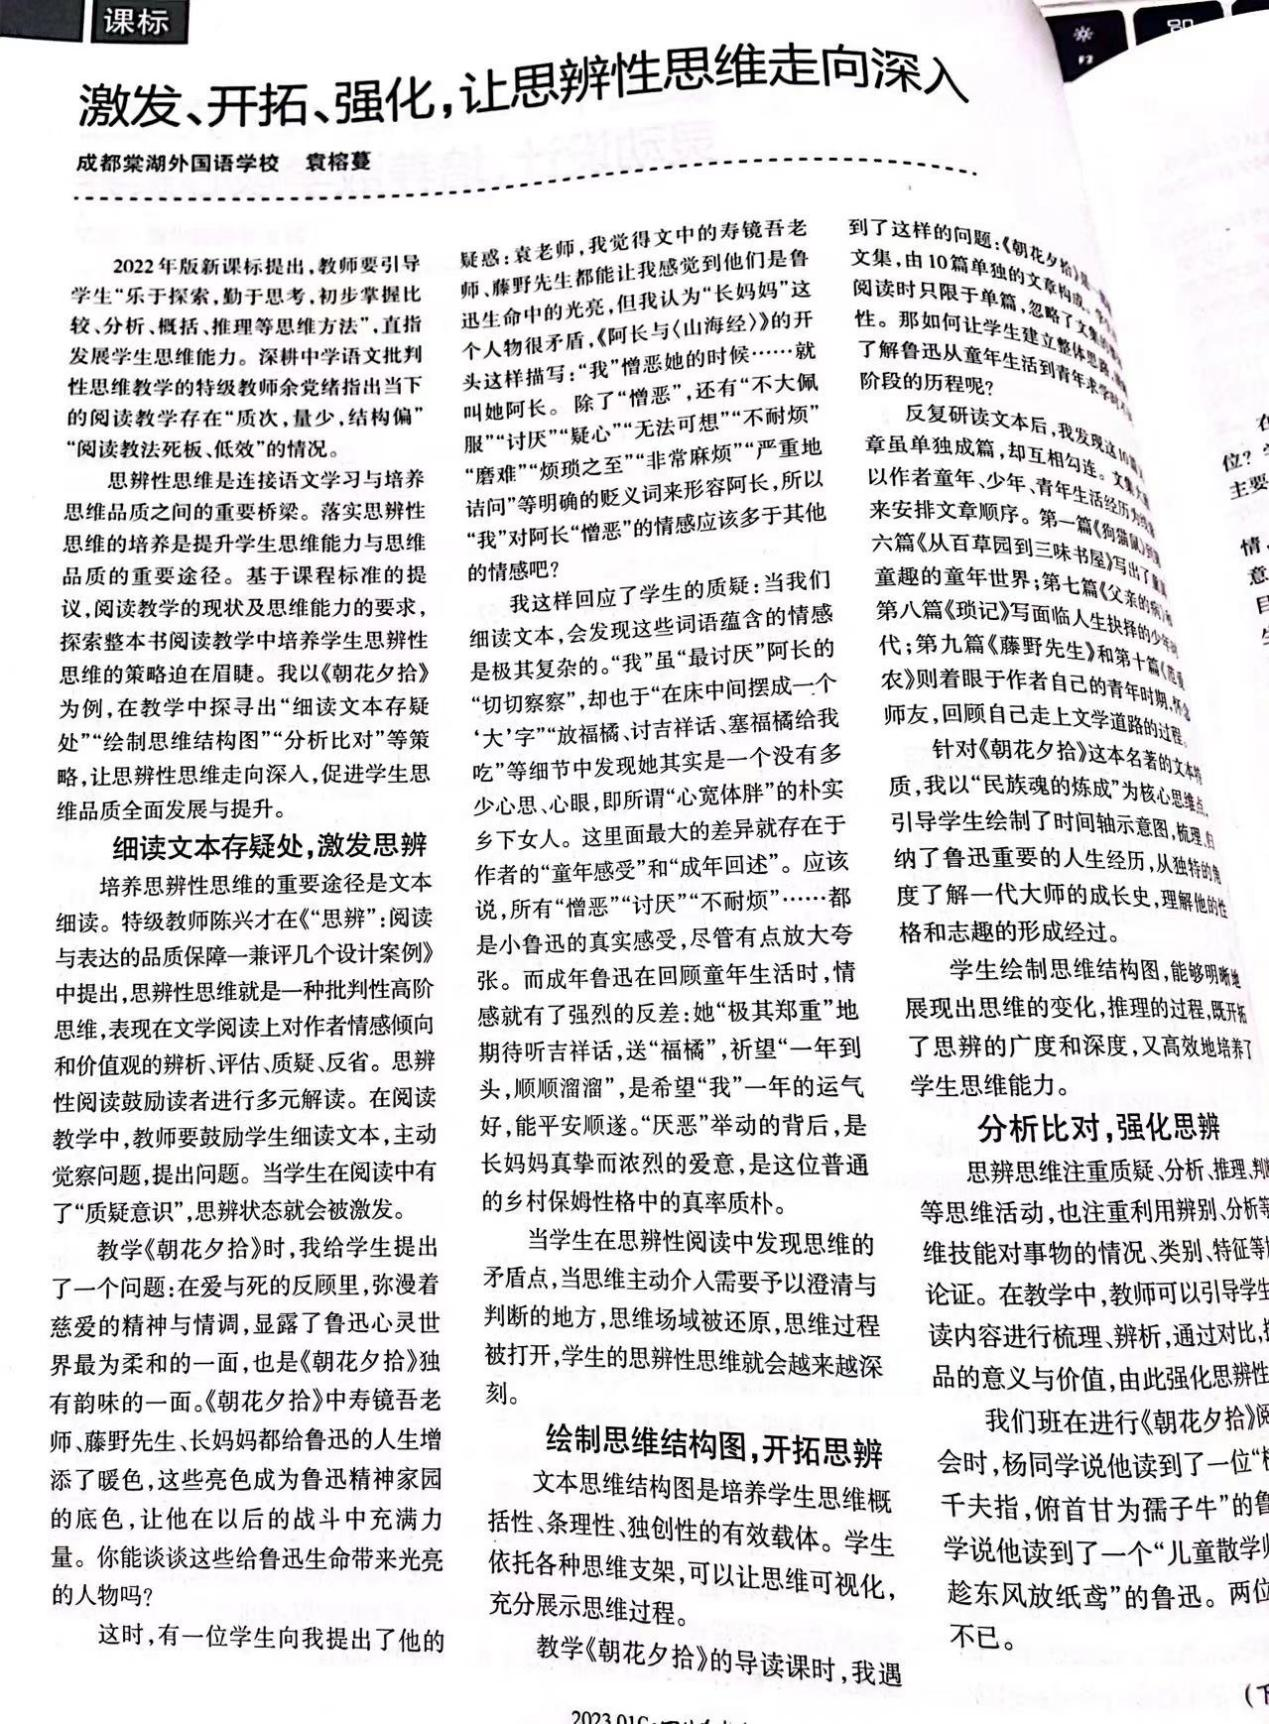 课标
激发、开拓、强化，让思辨性思维走向深入
成都棠湖外国语学校 袁榕蔓
2022年版新课标提出，教师要引导
学生“乐于探索，勤于思考，初步掌握比
较、分析、概括、推理等思维方法”，直指
发展学生思维能力。深耕中学语文批判
性思维教学的特级教师余党绪指出当下
的阅读教学存在“质次，量少，结构偏”
“阅读教法死板、低效”的情况。
思辨性思维是连接语文学习与培养
思维品质之间的重要桥梁。落实思辨性
思维的培养是提升学生思维能力与思维
品质的重要途径。基于课程标准的提
议，阅读教学的现状及思维能力的要求，
探索整本书阅读教学中培养学生思辨性
思维的策略迫在眉睫。我以《朝花夕拾》
为例，在教学中探寻出“细读文本存疑
处”“绘制思维结构图”“分析比对”等策
略，让思辨性思维走向深入，促进学生思
维品质全面发展与提升。
细读文本存疑处，激发思辨
培养思辨性思维的重要途径是文本
细读。特级教师陈兴才在《“思辨”：阅读
与表达的品质保障一兼评几个设计案例》
中提出，思辨性思维就是一种批判性高阶
思维，表现在文学阅读上对作者情感倾向
和价值观的辨析、评估、质疑、反省。思辨
性阅读鼓励读者进行多元解读。在阅读
教学中，教师要鼓励学生细读文本，主动
觉察问题，提出问题。当学生在阅读中有
了“质疑意识”，思辨状态就会被激发。
教学《朝花夕拾》时，我给学生提出
了一个问题：在爱与死的反顾里，弥漫着
慈爱的精神与情调，显露了鲁迅心灵世
界最为柔和的一面，也是《朝花夕拾》独
有韵味的一面。《朝花夕拾》中寿镜吾老
师、藤野先生、长妈妈都给鲁迅的人生增
添了暖色，这些亮色成为鲁迅精神家园
的底色，让他在以后的战斗中充满力
量。你能谈谈这些给鲁迅生命带来光亮
的人物吗？
这时，有一位学生向我提出了他的
疑惑：袁老师，我觉得文中的寿镜吾老
师、藤野先生都能让我感觉到他们是鲁
迅生命中的光亮，但我认为“长妈妈”这
个人物很矛盾，《阿长与〈山海经〉》的开
头这样描写：“我”憎恶她的时候……就
叫她阿长。除了“憎恶”，还有“不大佩
服”“讨厌”“疑心”“无法可想”“不耐烦”
“磨难”“烦琐之至”“非常麻烦”“严重地
诘问”等明确的贬义词来形容阿长，所以
“我”对阿长“憎恶”的情感应该多于其他
的情感吧？
我这样回应了学生的质疑：当我们
细读文本，会发现这些词语蕴含的情感
是极其复杂的。“我”虽“最讨厌”阿长的
“切切察察”，却也于“在床中间摆成一个
‘大’字”“放福橘、讨吉祥话、塞福橘给我
吃”等细节中发现她其实是一个没有多
少心思、心眼，即所谓“心宽体胖”的朴实
乡下女人。这里面最大的差异就存在于
作者的“童年感受”和“成年回述”。应该
说，所有“憎恶”“讨厌”“不耐烦”……都
是小鲁迅的真实感受，尽管有点放大夸
张。而成年鲁迅在回顾童年生活时，情
感就有了强烈的反差：她“极其郑重”地
期待听吉祥话，送“福橘”，祈望“一年到
头，顺顺溜溜”，是希望“我”一年的运气
好，能平安顺遂。“厌恶”举动的背后，是
长妈妈真挚而浓烈的爱意，是这位普通
的乡村保姆性格中的真率质朴。
当学生在思辨性阅读中发现思维的
矛盾点，当思维主动介入需要予以澄清与
判断的地方，思维场域被还原，思维过程
被打开，学生的思辨性思维就会越来越深
刻。
绘制思维结构图，开拓思辨
文本思维结构图是培养学生思维概
括性、条理性、独创性的有效载体。学生
依托各种思维支架，可以让思维可视化，
充分展示思维过程。
教学《朝花夕拾》的导读课时，我遇
到了这样的问题：《朝花夕拾》是
文集，由10篇单独的文章构成。
阅读时只限于单篇，忽略了文集的
性。那如何让学生建立整体思路，
了解鲁迅从童年生活到青年求学
阶段的历程呢？
反复研读文本后，我发现这10篇文
章虽单独成篇，却互相勾连。文集大
以作者童年、少年、青年生活经历为
来安排文章顺序。第一篇《狗猫鼠》到第
六篇《从百草园到三味书屋》写出了
童趣的童年世界；第七篇《父亲的病》和
第八篇《琐记》写面临人生抉择的少年时
代；第九篇《藤野先生》和第十篇《范爱
农》则着眼于作者自己的青年时期，怀念
师友，回顾自己走上文学道路的过程。
针对《朝花夕拾》这本名著的文本特
质，我以“民族魂的炼成”为核心思维点，
引导学生绘制了时间轴示意图，梳理、归
纳了鲁迅重要的人生经历，从独特的角
度了解一代大师的成长史，理解他的性
格和志趣的形成经过。
学生绘制思维结构图，能够明晰地
展现出思维的变化，推理的过程，既开拓
了思辨的广度和深度，又高效地培养了
学生思维能力。
分析比对，强化思辨
思辨思维注重质疑、分析、推理、判
等思维活动，也注重利用辨别、分析等
维技能对事物的情况、类别、特征等
论证。在教学中，教师可以引导学生
读内容进行梳理、辨析，通过对比，
品的意义与价值，由此强化思辨性
我们班在进行《朝花夕拾》阅
会时，杨同学说他读到了一位“
千夫指，俯首甘为孺子牛”的鲁
学说他读到了一个“儿童散学
趁东风放纸鸢”的鲁迅。两位
不已。
（下
2023.01
位？
主要
情，
意
目